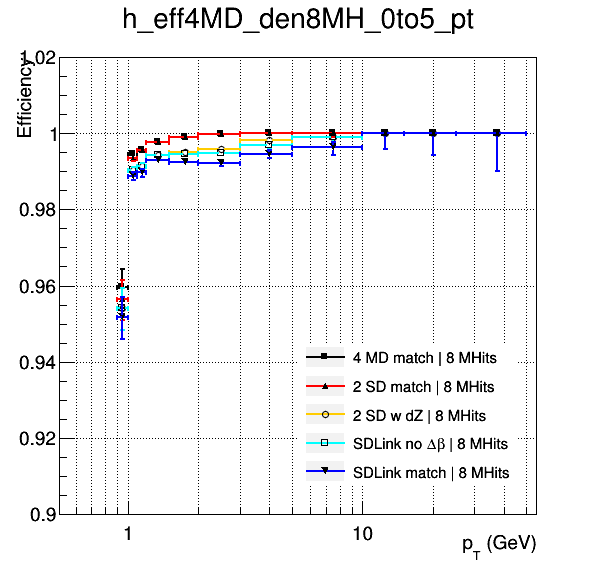 h_eff4MD_den8MH_0to5_pt
Efficiency
1.02
1
0.98
0.96
0.94
0.92
0.9
4 MD match | 8 MHits
2 SD match | 8 MHits
2 SD w dZ | 8 MHits
SDLink no Δβ | 8 MHits
SDLink match | 8 MHits
1
10
p_T (GeV)